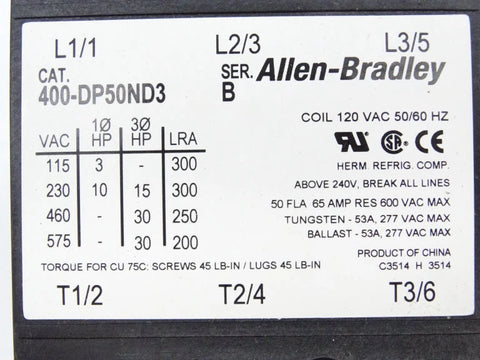 L1/1 L2/3 L3/5
CAT. SER. Allen-Bradley
400-DP50ND3 B
COIL 120 VAC 50/60 HZ
1Ø 3Ø
VAC HP HP LRA
115 3 - 300
230 10 15 300
460 - 30 250
575 - 30 200
UR SA CE
HERM REFRIG. COMP.
ABOVE 240V, BREAK ALL LINES
50 FLA 65 AMP RES 600 VAC MAX
TUNGSTEN - 53A, 277 VAC MAX
BALLAST - 53A, 277 VAC MAX
PRODUCT OF CHINA
TORQUE FOR CU 75C: SCREWS 45 LB-IN / LUGS 45 LB-IN C3514 H 3514
T1/2 T2/4 T3/6